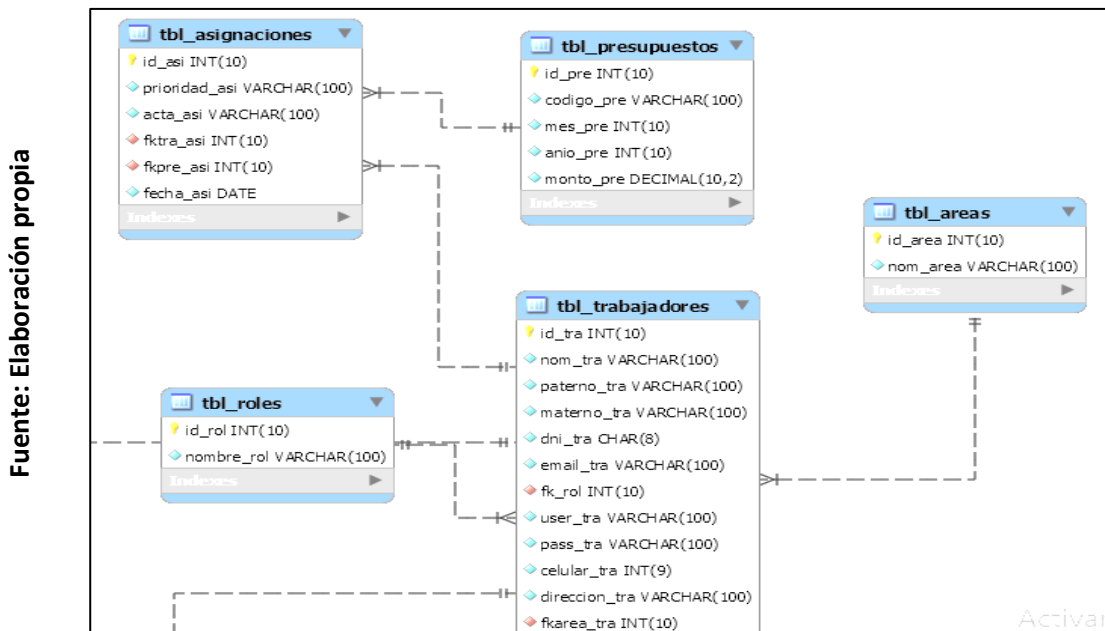 Fuente: Elaboración propia
tbl_asignaciones
id_asi INT(10)
prioridad_asi VARCHAR(100)
acta_asi VARCHAR(100)
fktra_asi INT(10)
fkpre_asi INT(10)
fecha_asi DATE
Indexes
tbl_presupuestos
id_pre INT(10)
codigo_pre VARCHAR(100)
mes_pre INT(10)
anio_pre INT(10)
monto_pre DECIMAL(10,2)
Indexes
tbl_areas
id_area INT(10)
nom_area VARCHAR(100)
Indexes
tbl_roles
id_rol INT(10)
nombre_rol VARCHAR(100)
Indexes
tbl_trabajadores
id_tra INT(10)
nom_tra VARCHAR(100)
paterno_tra VARCHAR(100)
materno_tra VARCHAR(100)
dni_tra CHAR(8)
email_tra VARCHAR(100)
fk_rol INT(10)
user_tra VARCHAR(100)
pass_tra VARCHAR(100)
celular_tra INT(9)
direccion_tra VARCHAR(100)
fkarea_tra INT(10)
Activar